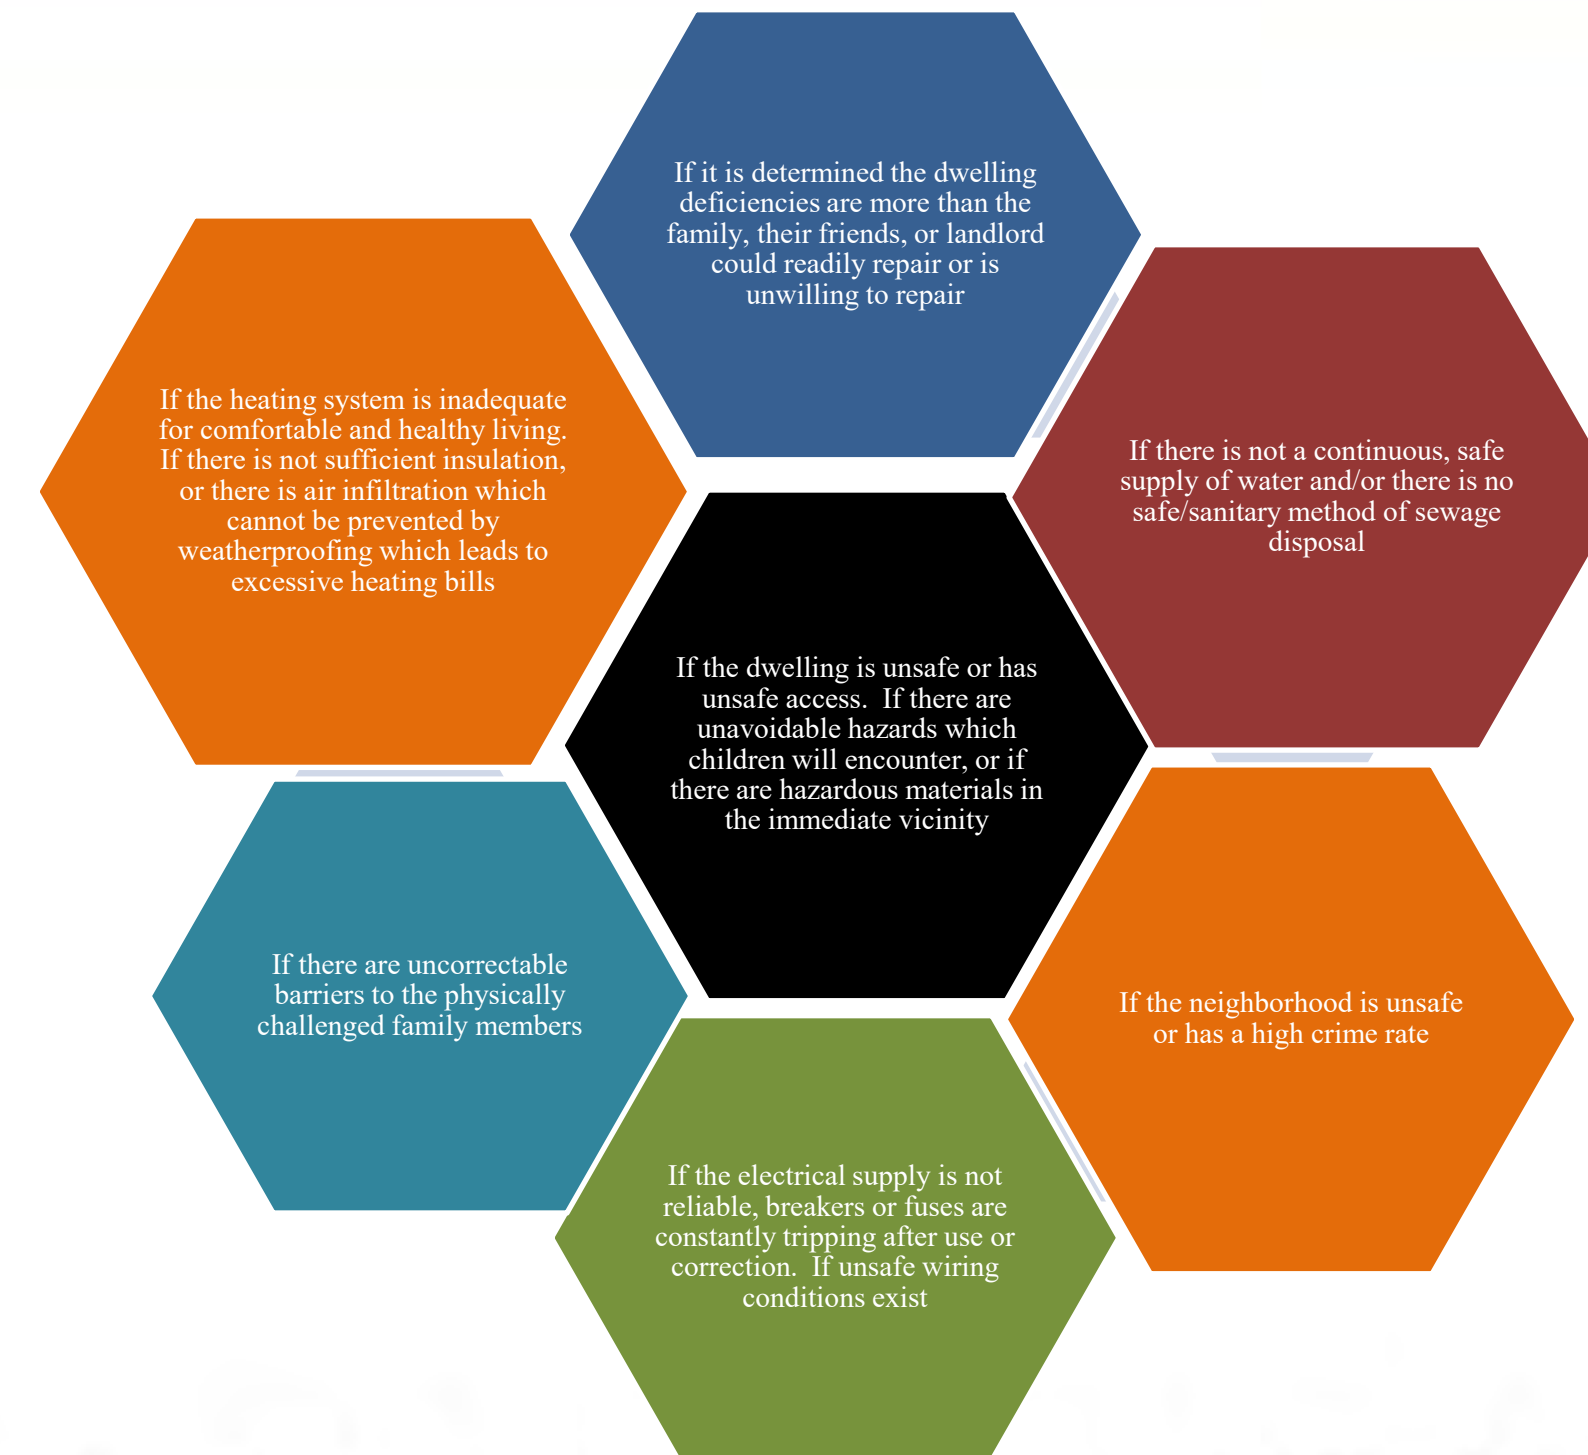 If it is determined the dwelling
deficiencies are more than the
family, their friends, or landlord
could readily repair or is
unwilling to repair
If the heating system is inadequate
for comfortable and healthy living.
If there is not sufficient insulation,
or there is air infiltration which
cannot be prevented by
weatherproofing which leads to
excessive heating bills
If there is not a continuous, safe
supply of water and/or there is no
safe/sanitary method of sewage
disposal
If the dwelling is unsafe or has
unsafe access.  If there are
unavoidable hazards which
children will encounter, or if
there are hazardous materials in
the immediate vicinity
If there are uncorrectable
barriers to the physically
challenged family members
If the neighborhood is unsafe
or has a high crime rate
If the electrical supply is not
reliable, breakers or fuses are
constantly tripping after use or
correction.  If unsafe wiring
conditions exist